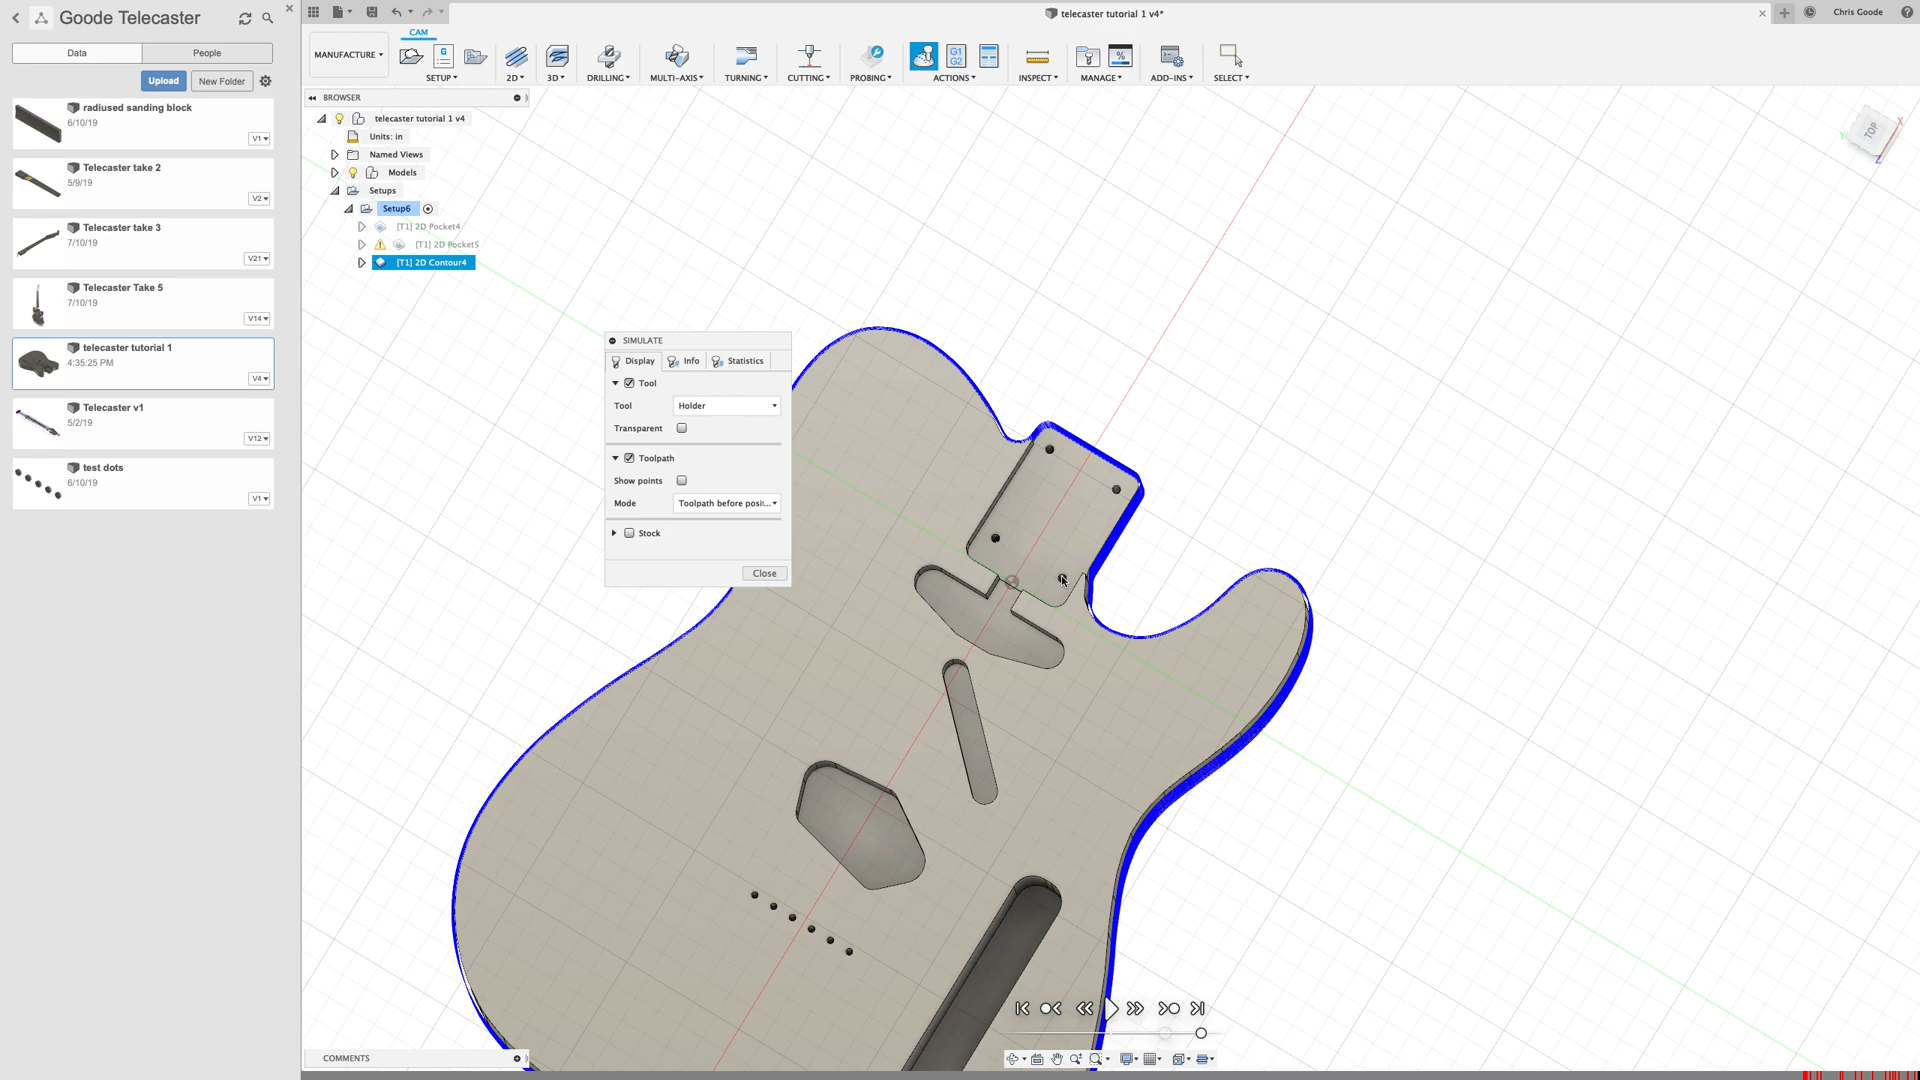 Goode Telecaster
Data
People
Upload
New Folder
radiused sanding block
6/10/19
V1
Telecaster take 2
5/9/19
V2
Telecaster take 3
7/10/19
V21
Telecaster Take 5
7/10/19
V14
telecaster tutorial 1
4:35:25 PM
V4
Telecaster v1
5/2/19
V12
test dots
6/10/19
V1
telecaster tutorial 1 v4*
Chris Goode
CAM
MANUFACTURE
G
G1
G2
%
SETUP
2D
3D
DRILLING
MULTI-AXIS
TURNING
CUTTING
PROBING
ACTIONS
INSPECT
MANAGE
ADD-INS
SELECT
BROWSER
telecaster tutorial 1 v4
Units: in
Named Views
Models
Setups
Setup6
[T1] 2D Pocket4
[T1] 2D Pocket5
[T1] 2D Contour4
TOP
X
Y
Z
SIMULATE
Display
Info
Statistics
Tool
Tool
Holder
Transparent
Toolpath
Show points
Mode
Toolpath before posi...
Stock
Close
COMMENTS